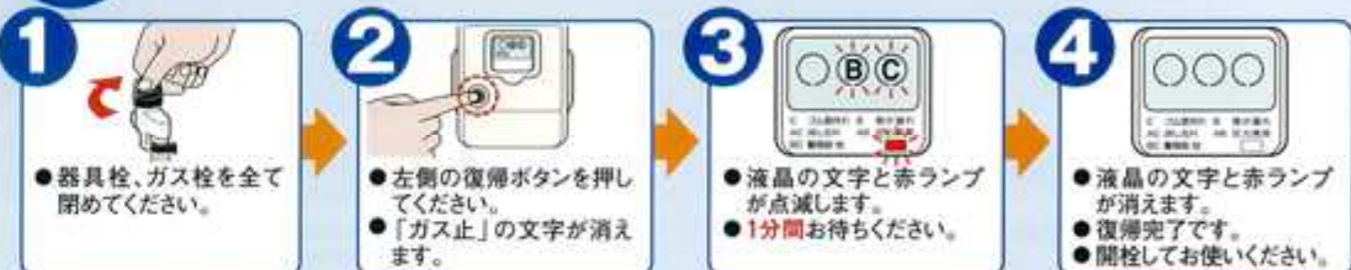 1
●器具栓、ガス栓を全て
閉めてください。
2
●左側の復帰ボタンを押し
てください。
●「ガス止」の文字が消え
ます。
3
B C
●液晶の文字と赤ランプ
が点滅します。
●1分間お待ちください。
4
●液晶の文字と赤ランプ
が消えます。
●復帰完了です。
●開栓してお使いください。